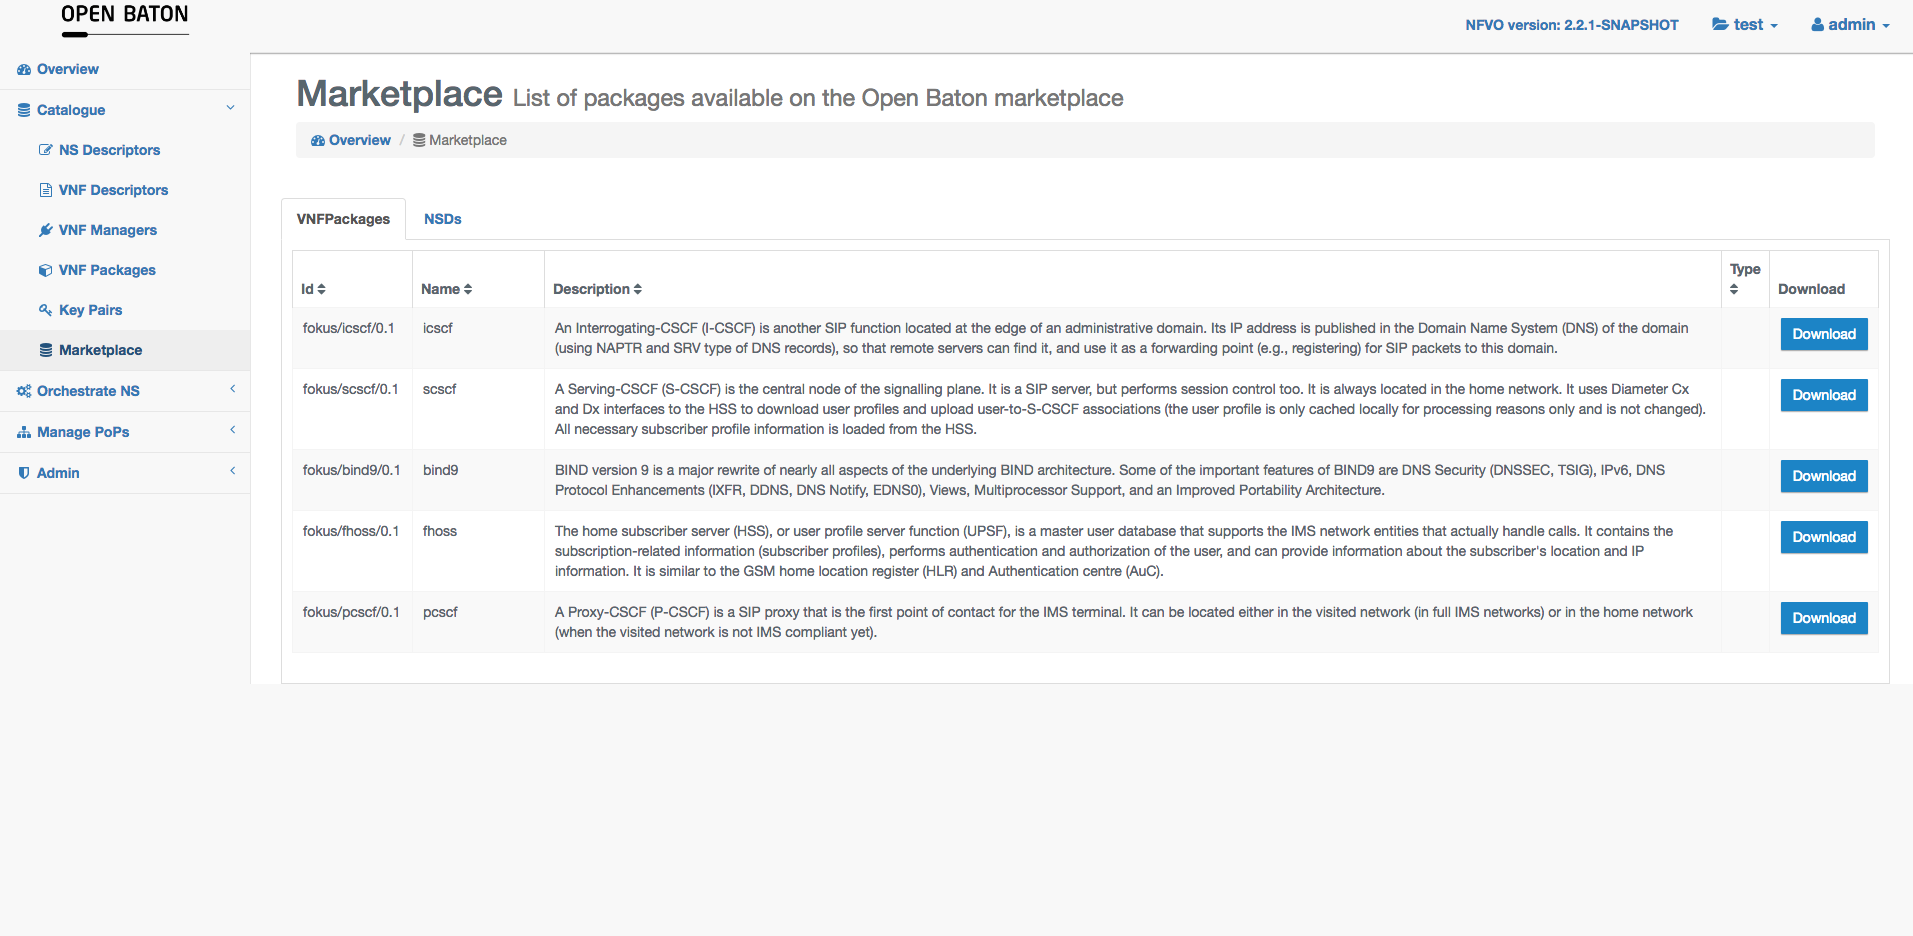 OPEN BATON
NFVO version: 2.2.1-SNAPSHOT
test
admin
Overview
Catalogue
NS Descriptors
VNF Descriptors
VNF Managers
VNF Packages
Key Pairs
Marketplace
Orchestrate NS
Manage PoPs
Admin
Marketplace List of packages available on the Open Baton marketplace
Overview / Marketplace
VNFPackages NSDs
Id Name Description Type Download
fokus/icscf/0.1 icscf An Interrogating-CSCF (I-CSCF) is another SIP function located at the edge of an administrative domain. Its IP address is published in the Domain Name System (DNS) of the domain
(using NAPTR and SRV type of DNS records), so that remote servers can find it, and use it as a forwarding point (e.g., registering) for SIP packets to this domain.
Download
fokus/scscf/0.1 scscf A Serving-CSCF (S-CSCF) is the central node of the signalling plane. It is a SIP server, but performs session control too. It is always located in the home network. It uses Diameter Cx
and Dx interfaces to the HSS to download user profiles and upload user-to-S-CSCF associations (the user profile is only cached locally for processing reasons only and is not changed).
All necessary subscriber profile information is loaded from the HSS.
Download
fokus/bind9/0.1 bind9 BIND version 9 is a major rewrite of nearly all aspects of the underlying BIND architecture. Some of the important features of BIND9 are DNS Security (DNSSEC, TSIG), IPv6, DNS
Protocol Enhancements (IXFR, DDNS, DNS Notify, EDNS0), Views, Multiprocessor Support, and an Improved Portability Architecture.
Download
fokus/fhoss/0.1 fhoss The home subscriber server (HSS), or user profile server function (UPSF), is a master user database that supports the IMS network entities that actually handle calls. It contains the
subscription-related information (subscriber profiles), performs authentication and authorization of the user, and can provide information about the subscriber's location and IP
information. It is similar to the GSM home location register (HLR) and Authentication centre (AuC).
Download
fokus/pcscf/0.1 pcscf A Proxy-CSCF (P-CSCF) is a SIP proxy that is the first point of contact for the IMS terminal. It can be located either in the visited network (in full IMS networks) or in the home network
(when the visited network is not IMS compliant yet).
Download